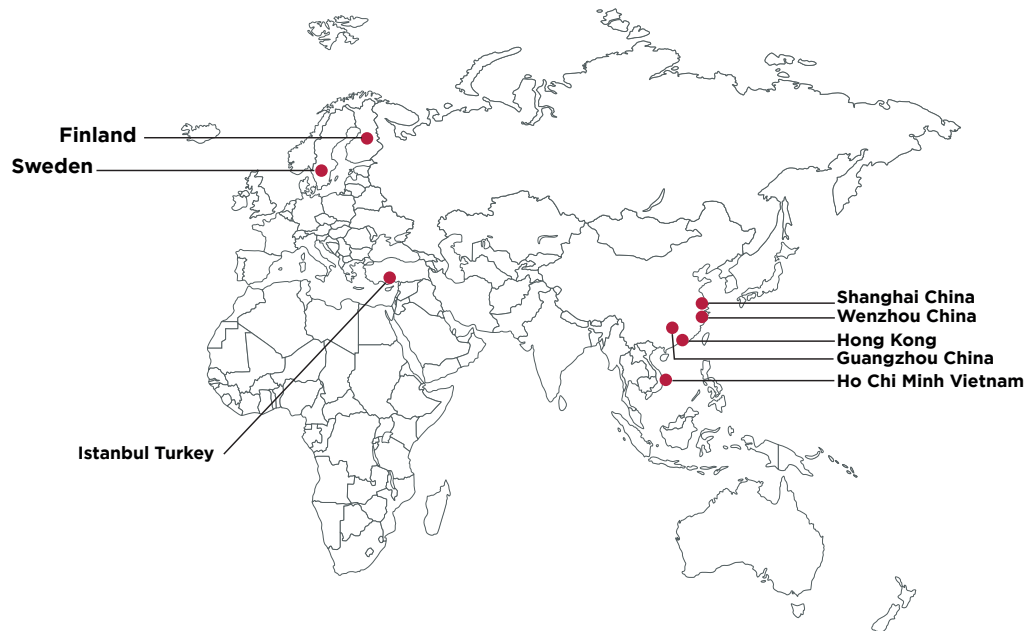 Finland
Sweden
Shanghai China
Wenzhou China
Hong Kong
Guangzhou China
Ho Chi Minh Vietnam
Istanbul Turkey